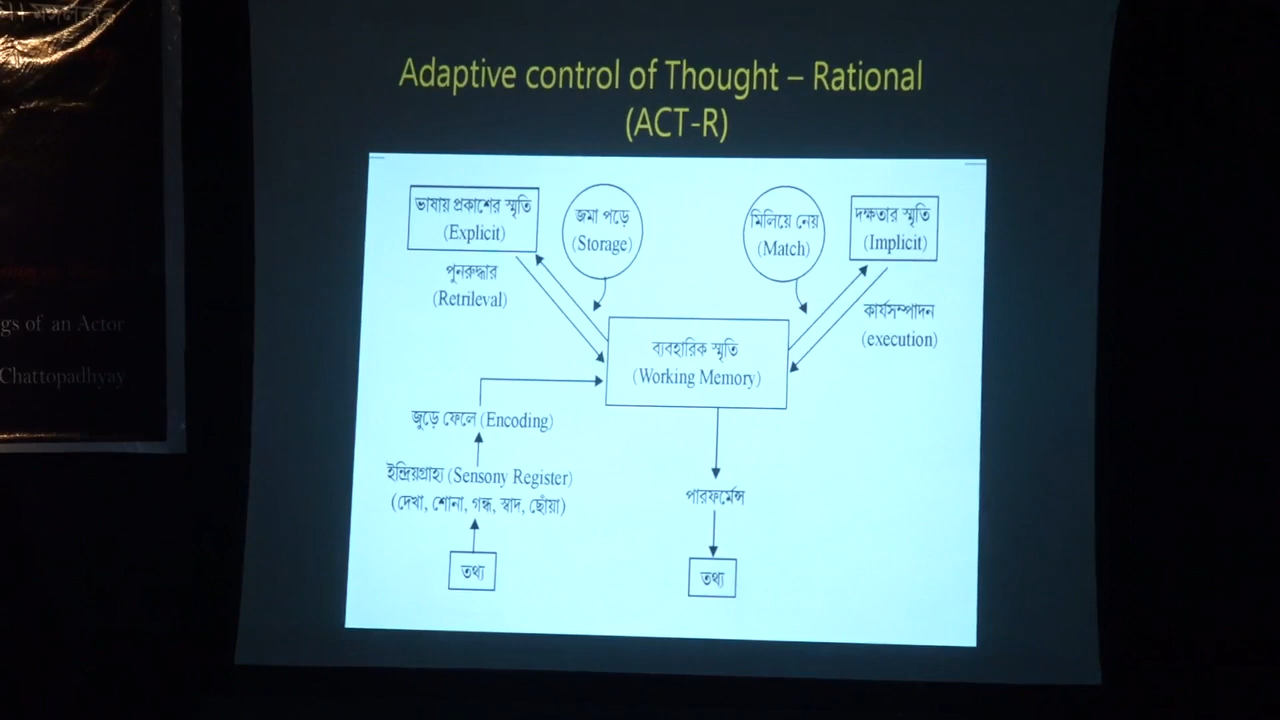 Adaptive control of Thought – Rational
(ACT-R)
ভাষায় প্রকাশের স্মৃতি
(Explicit)
জমা পড়ে
(Storage)
মিলিয়ে নেয়
(Match)
দক্ষতার স্মৃতি
(Implicit)
পুনরুদ্ধার
(Retrileval)
কার্যসম্পাদন
(execution)
ব্যবহারিক স্মৃতি
(Working Memory)
জুড়ে ফেলে (Encoding)
ইন্দ্রিয়গ্রাহ্য (Sensony Register)
(দেখা, শোনা, গন্ধ, স্বাদ, ছোঁয়া)
পারফর্মেন্স
তথ্য
তথ্য
gs of an Actor
Chattopadhyay